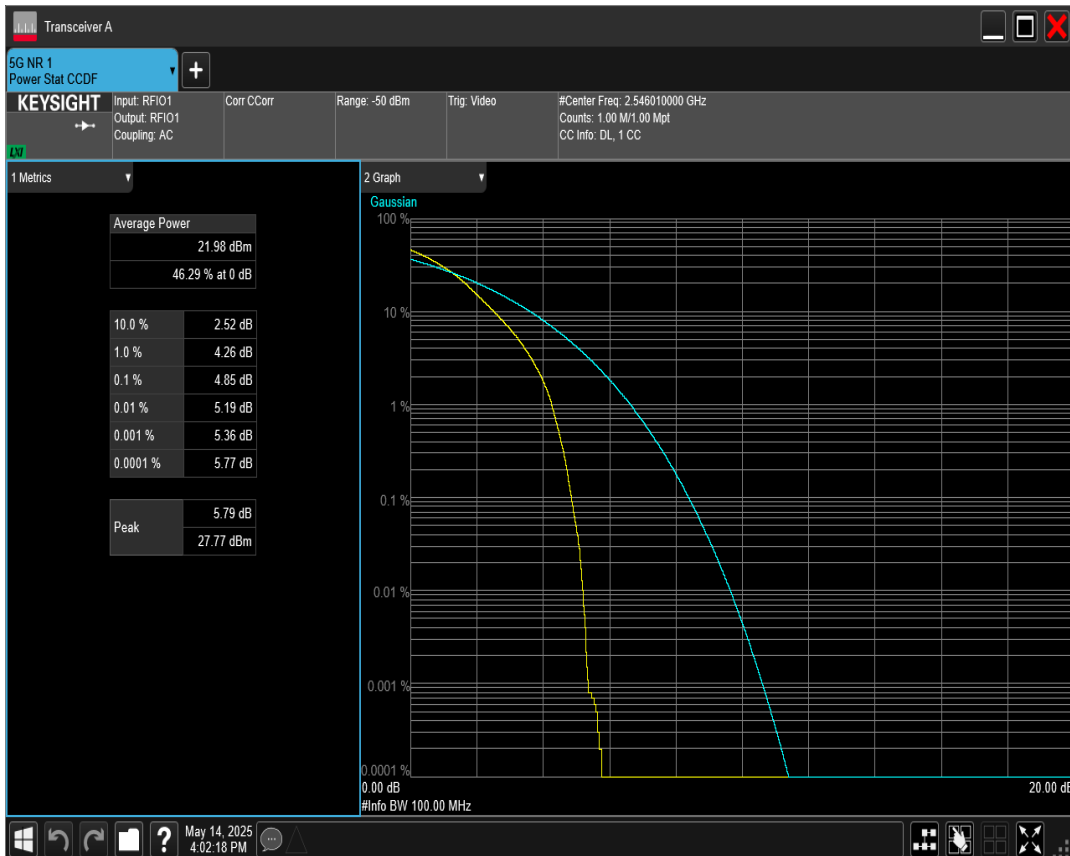 Transceiver A
5G NR 1
Power Stat CCDF
+
KEYSIGHT
LXI
Input: RFIO1
Output: RFIO1
Coupling: AC
Corr CCorr
Range: -50 dBm
Trig: Video
#Center Freq: 2.546010000 GHz
Counts: 1.00 M/1.00 Mpt
CC Info: DL, 1 CC
1 Metrics
Average Power
21.98 dBm
46.29 % at 0 dB
10.0 % 2.52 dB
1.0 % 4.26 dB
0.1 % 4.85 dB
0.01 % 5.19 dB
0.001 % 5.36 dB
0.0001 % 5.77 dB
Peak
5.79 dB
27.77 dBm
2 Graph
Gaussian
100 %
10 %
1 %
0.1 %
0.01 %
0.001 %
0.0001 %
0.00 dB
20.00 dB
#Info BW 100.00 MHz
?
May 14, 2025
4:02:18 PM